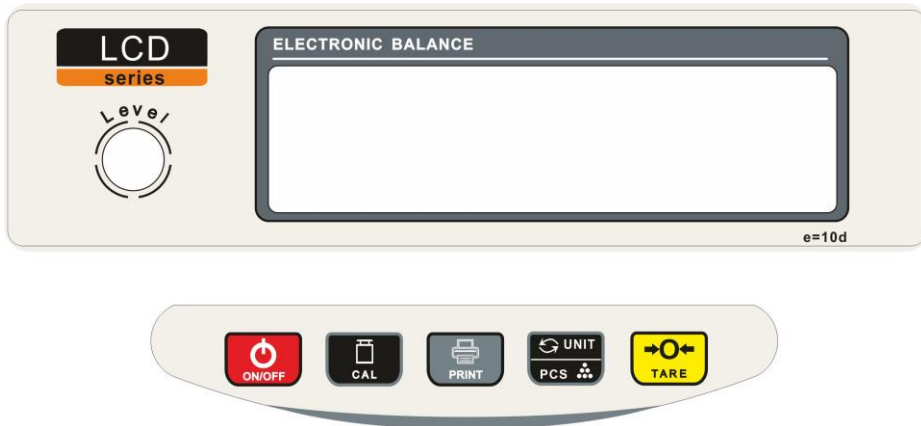 LCD
series
Level
ELECTRONIC BALANCE
e=10d
ON/OFF
CAL
PRINT
UNIT
PCS
→O←
TARE